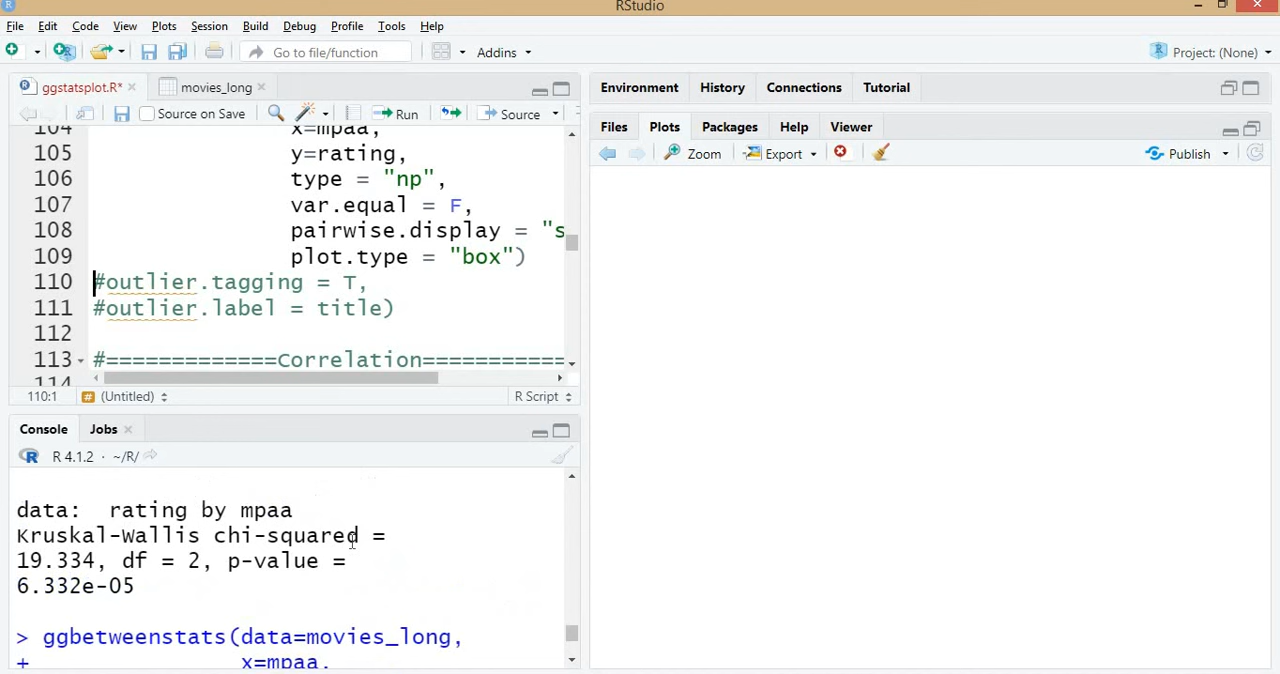 RStudio
File Edit Code View Plots Session Build Debug Profile Tools Help
Go to file/function Addins Project: (None)
ggstatsplot.R* movies_long
Source on Save Run Source
104 x=mpaa,
105 y=rating,
106 type = "np",
107 var.equal = F,
108 pairwise.display = "s
109 plot.type = "box")
110 #outlier.tagging = T,
111 #outlier.label = title)
112
113 #=============Correlation===========
114
110:1 (Untitled) R Script
Console Jobs
R 4.1.2 · ~/R/
data: rating by mpaa
Kruskal-Wallis chi-squared =
19.334, df = 2, p-value =
6.332e-05
> ggbetweenstats(data=movies_long,
+ x=mpaa,
Environment History Connections Tutorial
Files Plots Packages Help Viewer
Zoom Export Publish